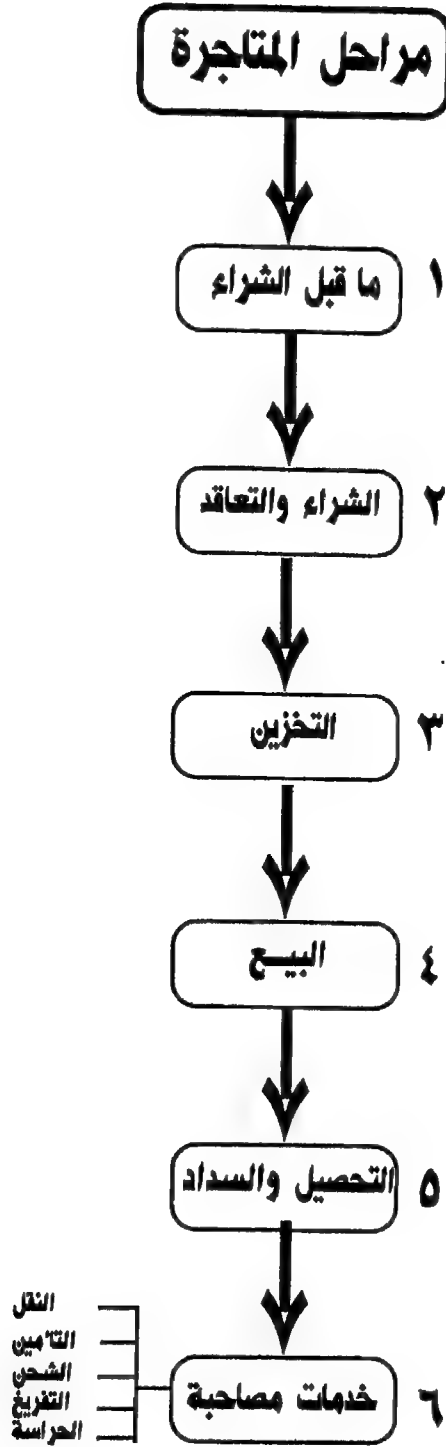 مراحل المتاجرة
١ ما قبل الشراء
٢ الشراء والتعاقد
٣ التخزين
٤ البيـــع
٥ التحصيل والسداد
٦ خدمات مصاحبة
النقل
التأمين
الشحن
التفريغ
الحراسة